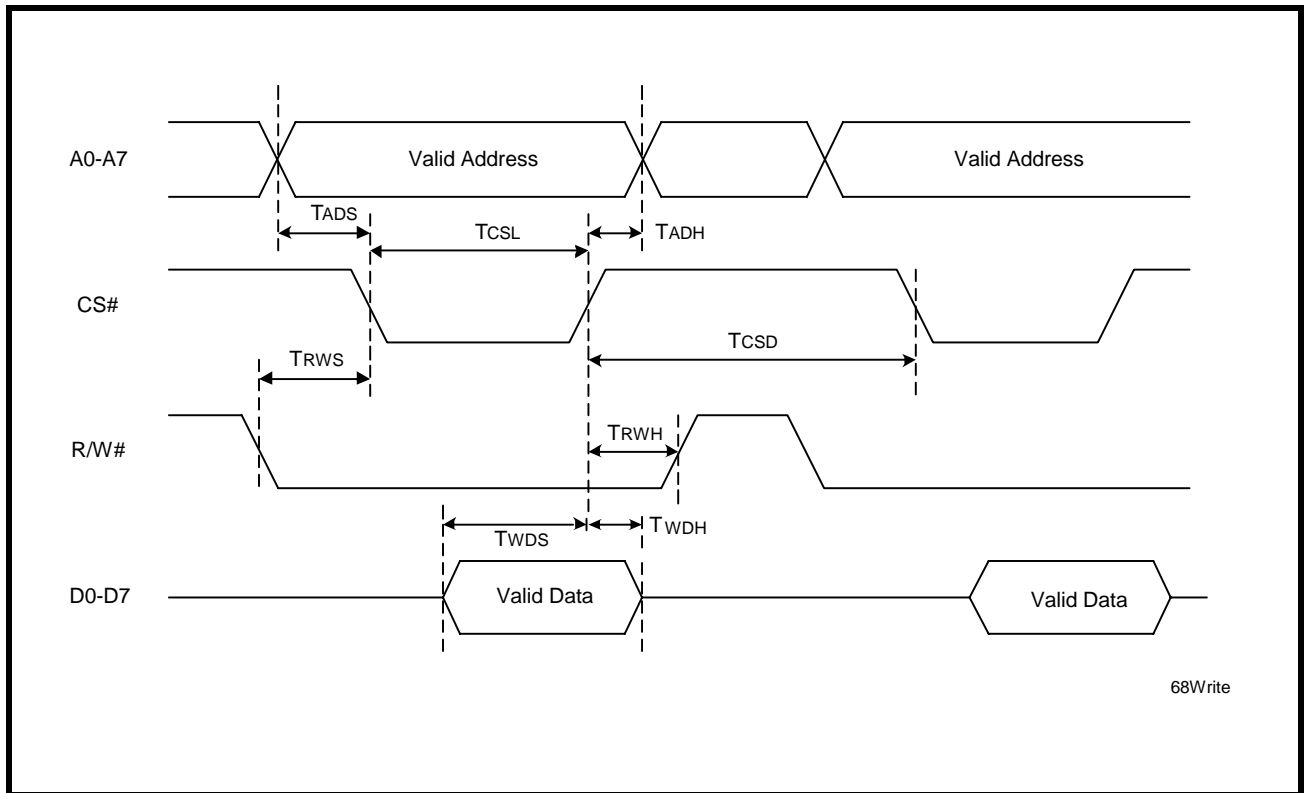 A0-A7
Valid Address
Valid Address
TADS
TCSL
TADH
CS#
TCSD
TRWS
R/W#
TRWH
TWDS
TWDH
D0-D7
Valid Data
Valid Data
68Write